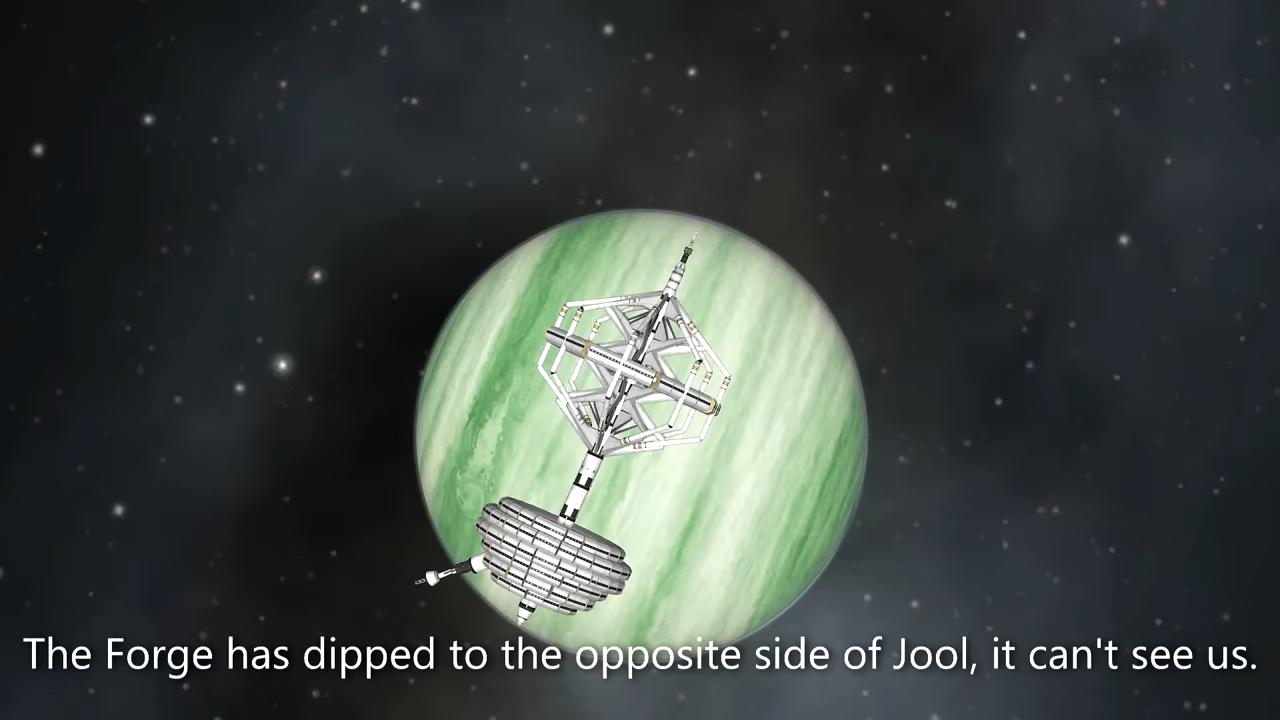 The Forge has dipped to the opposite side of Jool, it can't see us.